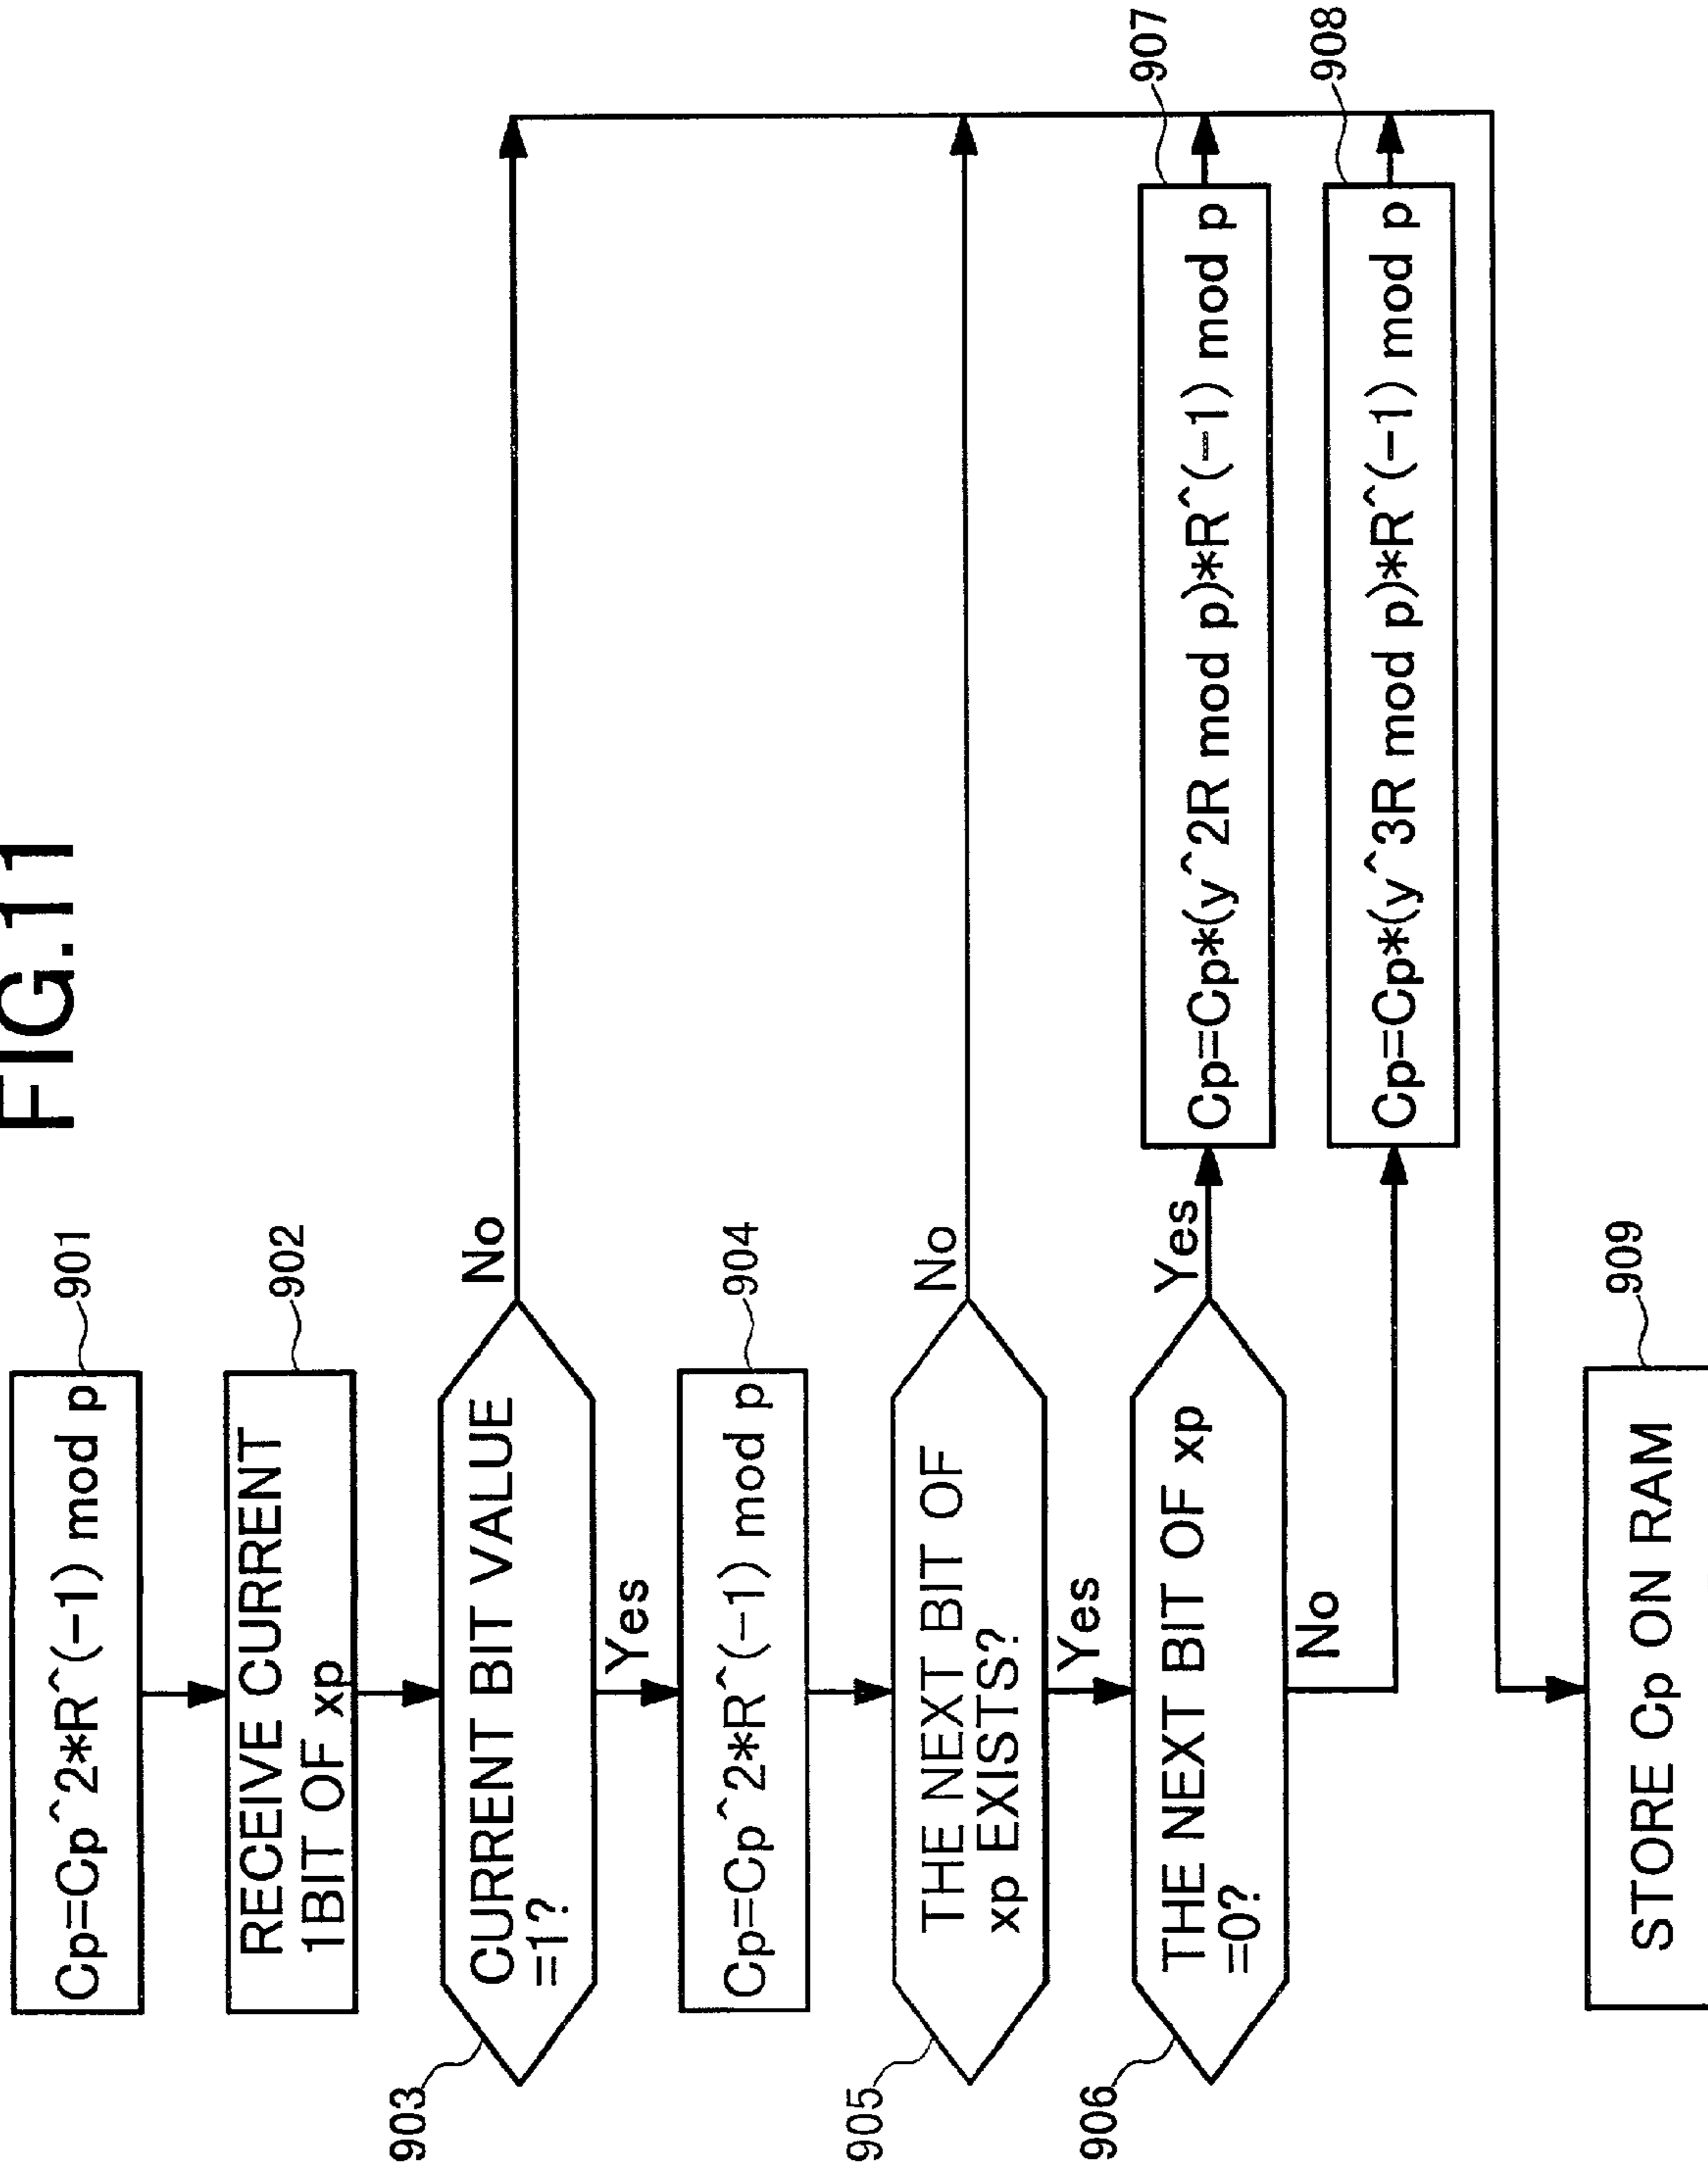 FIG.11
Cp=Cp^2*R^(-1) mod p
901
RECEIVE CURRENT
1BIT OF xp
902
903
CURRENT BIT VALUE
=1?
No
Yes
Cp=Cp^2*R^(-1) mod p
904
905
THE NEXT BIT OF
xp EXISTS?
No
Yes
906
THE NEXT BIT OF xp
=0?
Yes
No
Cp=Cp*(y^2R mod p)*R^(-1) mod p
907
Cp=Cp*(y^3R mod p)*R^(-1) mod p
908
STORE Cp ON RAM
909